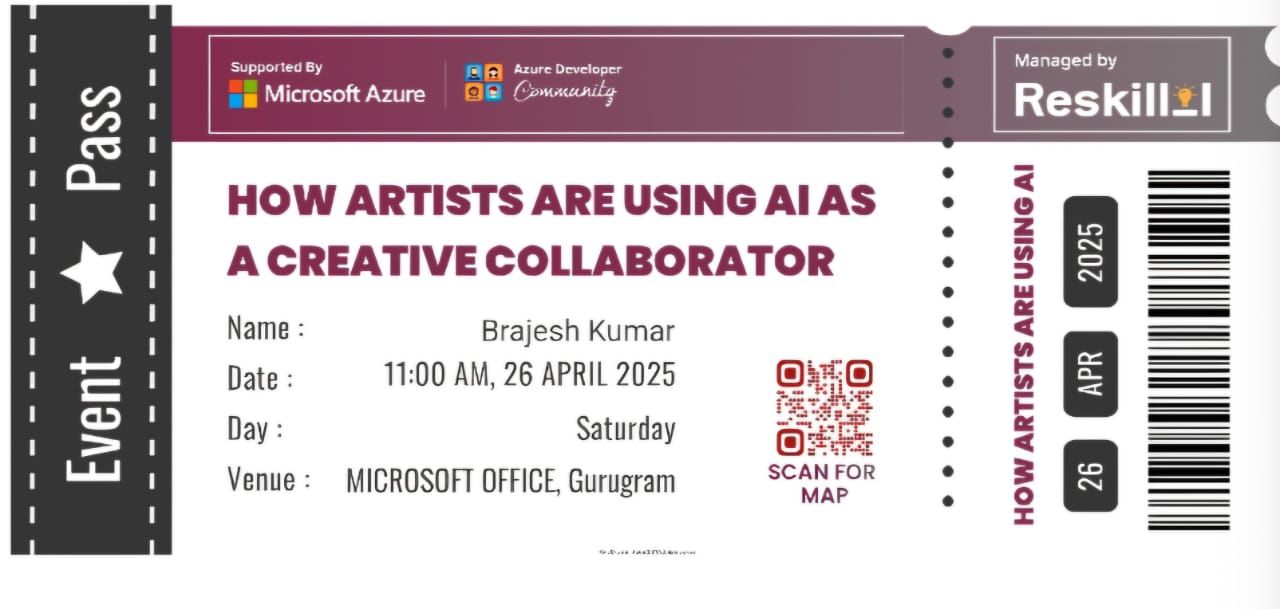 Event Pass
Supported By
Microsoft Azure
Azure Developer
Community
HOW ARTISTS ARE USING AI AS
A CREATIVE COLLABORATOR
Name : Brajesh Kumar
Date : 11:00 AM, 26 APRIL 2025
Day : Saturday
Venue : MICROSOFT OFFICE, Gurugram
SCAN FOR
MAP
Managed by
Reskilll
HOW ARTISTS ARE USING AI
26 APR 2025